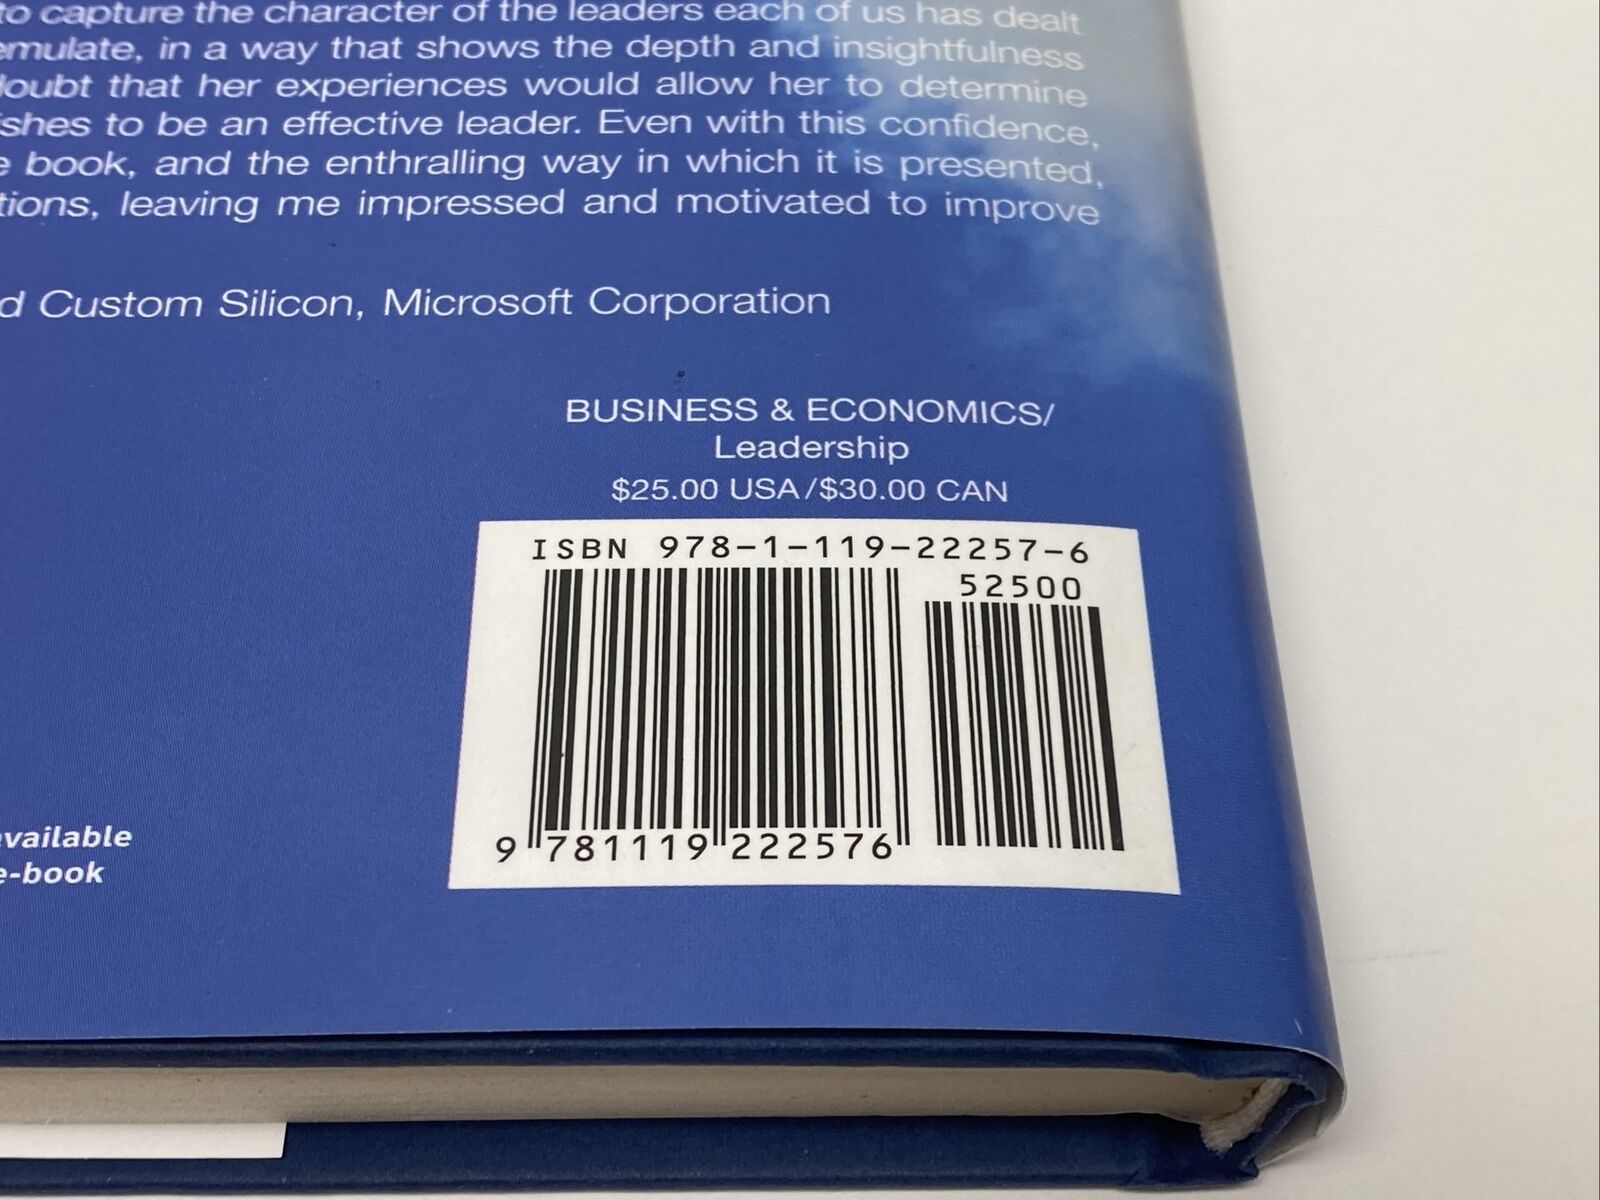 to capture the character of the leaders each of us has dealt
emulate, in a way that shows the depth and insightfulness
doubt that her experiences would allow her to determine
ishes to be an effective leader. Even with this confidence,
e book, and the enthralling way in which it is presented,
tions, leaving me impressed and motivated to improve
d Custom Silicon, Microsoft Corporation
BUSINESS & ECONOMICS/
Leadership
$25.00 USA/$30.00 CAN
ISBN 978-1-119-22257-6
52500
9 781119 222576
available
e-book